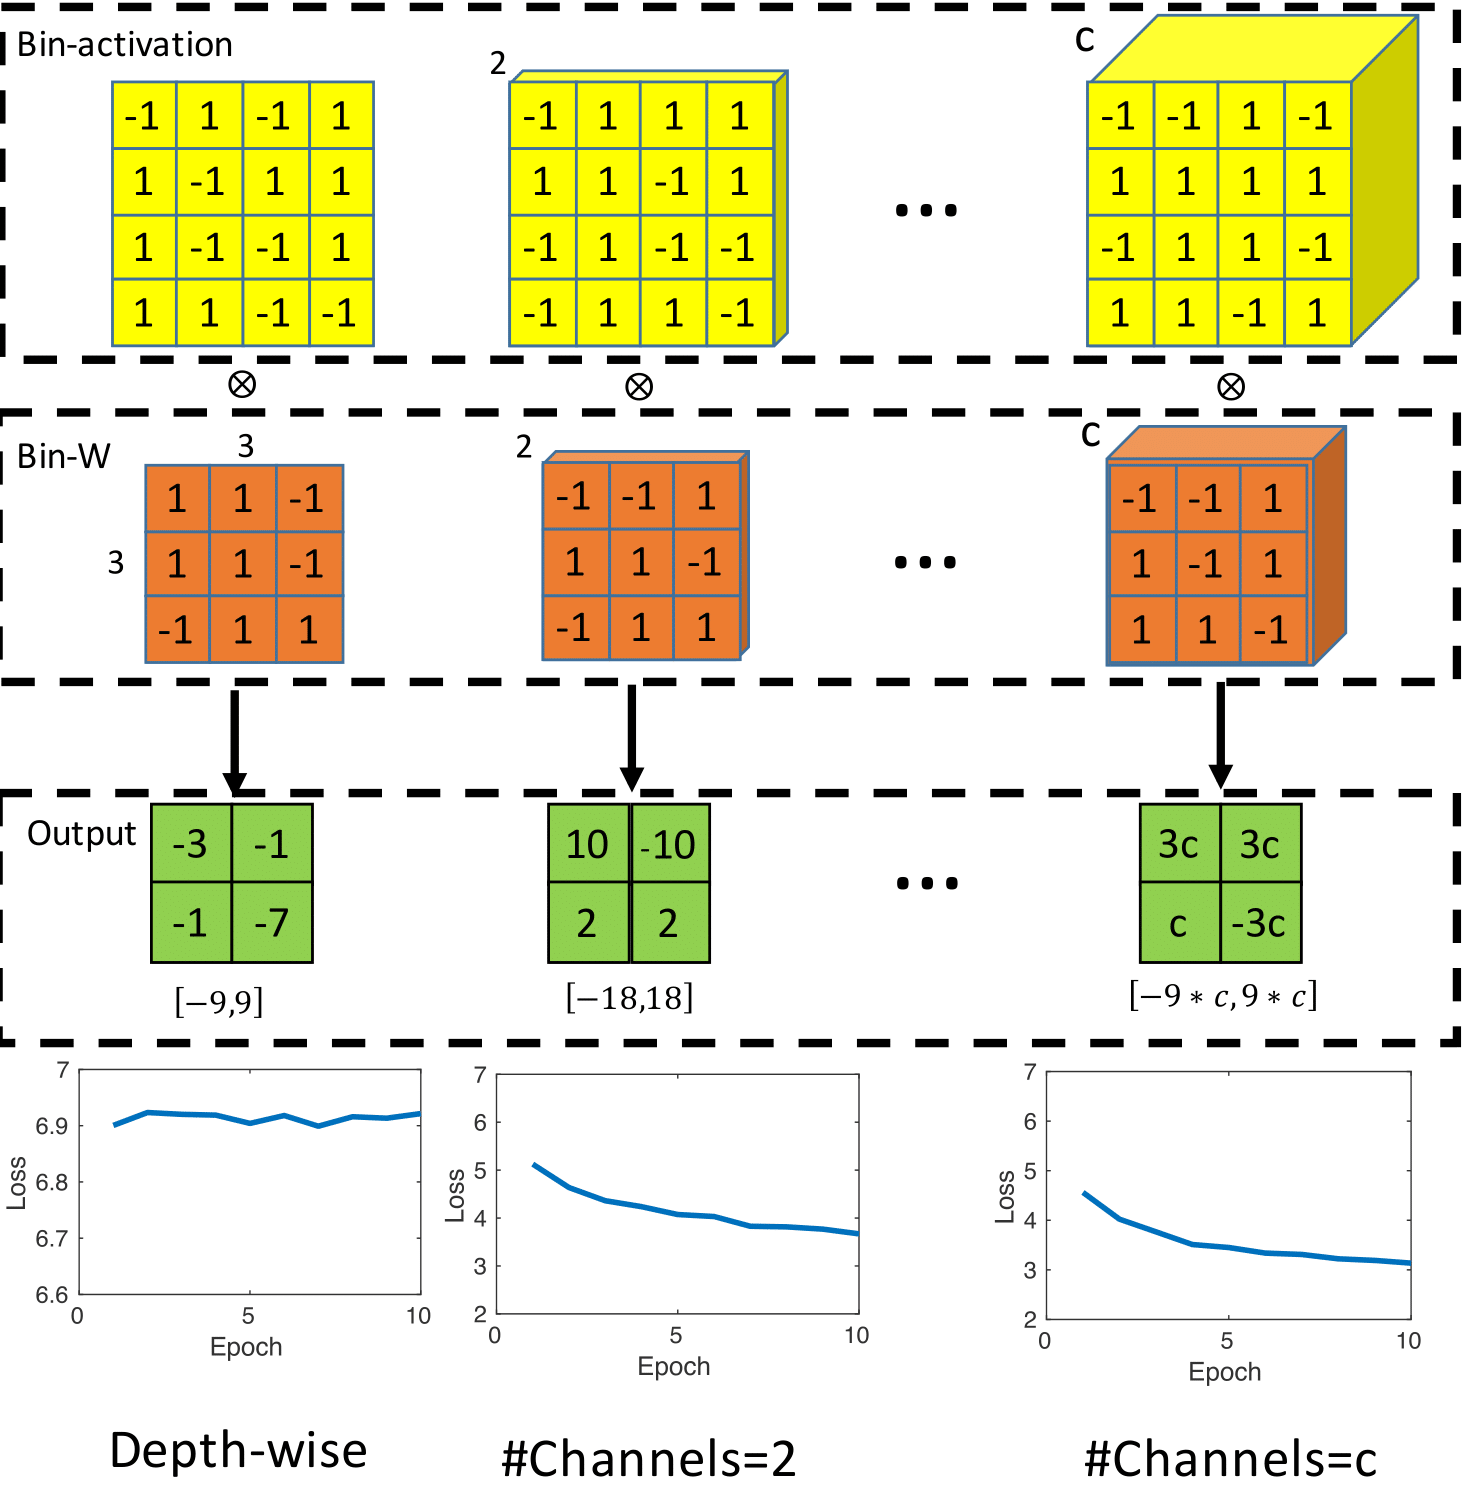 Bin-activation
-1 1 -1 1
1 -1 1 1
1 -1 -1 1
1 1 -1 -1
2
-1 1 1 1
1 1 -1 1
-1 1 -1 -1
-1 1 1 -1
...
c
-1 -1 1 -1
1 1 1 1
-1 1 1 -1
1 1 -1 1
⊗ ⊗ ⊗
Bin-W
3
3
1 1 -1
1 1 -1
-1 1 1
2
-1 -1 1
1 1 -1
-1 1 1
...
c
-1 -1 1
1 -1 1
1 1 -1
Output
-3 -1
-1 -7
[−9,9]
10 -10
2 2
[−18,18]
...
3c 3c
c -3c
[−9 ∗ c, 9 ∗ c]
7
6.9
6.8
6.7
6.6
Loss
0 5 10
Epoch
7
6
5
4
3
2
Loss
0 5 10
Epoch
7
6
5
4
3
2
Loss
0 5 10
Epoch
Depth-wise
#Channels=2
#Channels=c